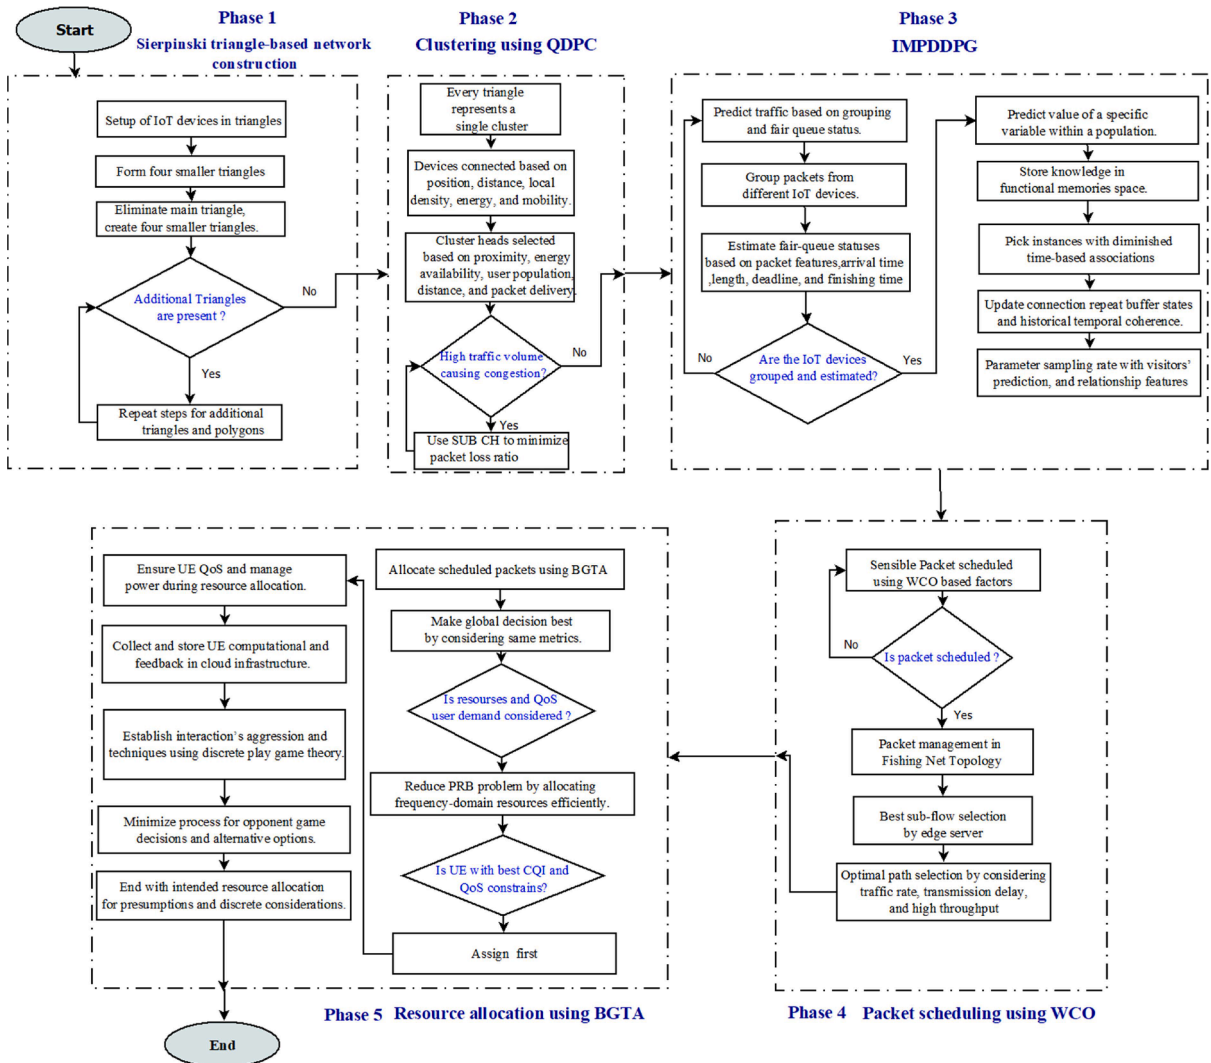 Start
Phase 1
Sierpinski triangle-based network
construction
Setup of IoT devices in triangles
Form four smaller triangles
Eliminate main triangle,
create four smaller triangles.
Additional Triangles
are present ?
No
Yes
Repeat steps for additional
triangles and polygons
Phase 2
Clustering using QDPC
Every triangle
represents a
single cluster
Devices connected based on
position, distance, local
density, energy, and mobility.
Cluster heads selected
based on proximity, energy
availability, user population,
distance, and packet delivery.
High traffic volume
causing congestion?
No
Yes
Use SUB CH to minimize
packet loss ratio
Phase 3
IMPDDPG
Predict traffic based on grouping
and fair queue status.
Group packets from
different IoT devices.
Estimate fair-queue statuses
based on packet features,arrival time
,length, deadline, and finishing time
No
Are the IoT devices
grouped and estimated?
Yes
Predict value of a specific
variable within a population.
Store knowledge in
functional memories space.
Pick instances with diminished
time-based associations
Update connection repeat buffer states
and historical temporal coherence.
Parameter sampling rate with visitors'
prediction, and relationship features
Sensible Packet scheduled
using WCO based factors
No
Is packet scheduled ?
Yes
Packet management in
Fishing Net Topology
Best sub-flow selection
by edge server
Optimal path selection by considering
traffic rate, transmission delay,
and high throughput
Phase 4 Packet scheduling using WCO
Allocate scheduled packets using BGTA
Make global decision best
by considering same metrics.
Is resourses and QoS
user demand considered ?
Reduce PRB problem by allocating
frequency-domain resources efficiently.
Is UE with best CQI and
QoS constrains?
Assign first
Ensure UE QoS and manage
power during resource allocation.
Collect and store UE computational and
feedback in cloud infrastructure.
Establish interaction's aggression and
techniques using discrete play game theory.
Minimize process for opponent game
decisions and alternative options.
End with intended resource allocation
for presumptions and discrete considerations.
Phase 5 Resource allocation using BGTA
End